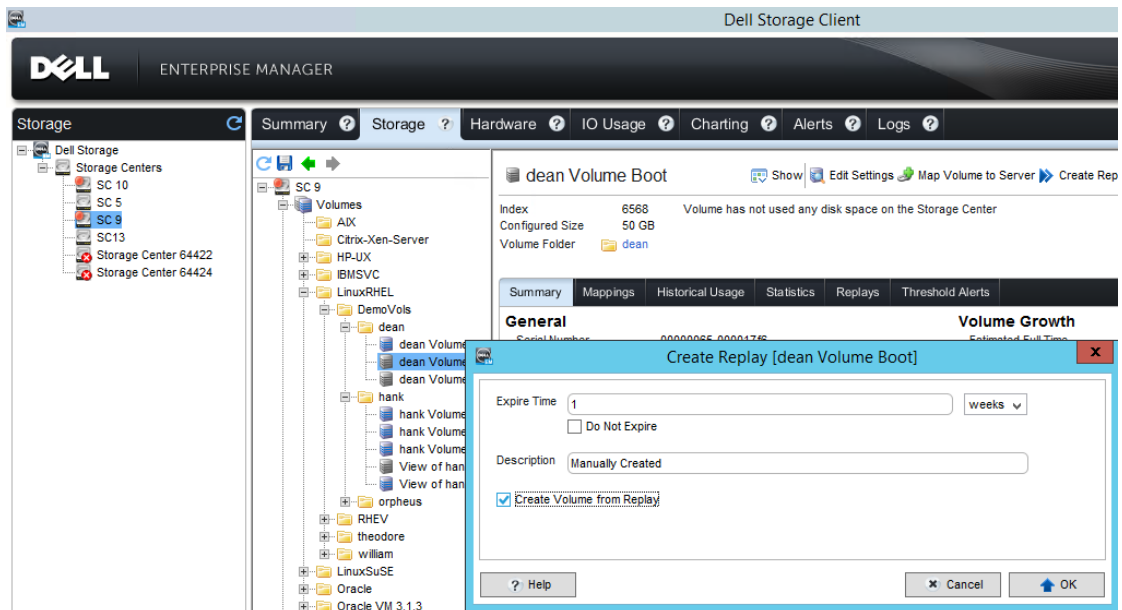 Dell Storage Client
DELL ENTERPRISE MANAGER
Storage
Dell Storage
Storage Centers
SC 10
SC 5
SC 9
SC13
Storage Center 64422
Storage Center 64424
Summary ? Storage ? Hardware ? IO Usage ? Charting ? Alerts ? Logs ?
SC 9
Volumes
AIX
Citrix-Xen-Server
HP-UX
IBMSVC
LinuxRHEL
DemoVols
dean
dean Volume
dean Volume
dean Volume
hank
hank Volume
hank Volume
hank Volume
View of han
View of han
orpheus
RHEV
theodore
william
LinuxSuSE
Oracle
Oracle VM 3.1.3
dean Volume Boot
Show Edit Settings Map Volume to Server Create Rep
Index 6568 Volume has not used any disk space on the Storage Center
Configured Size 50 GB
Volume Folder dean
Summary Mappings Historical Usage Statistics Replays Threshold Alerts
General Volume Growth
Serial Number 00000065-000017f6 Estimated Full Time
Create Replay [dean Volume Boot] x
Expire Time 1 weeks
Do Not Expire
Description Manually Created
Create Volume from Replay
? Help Cancel OK